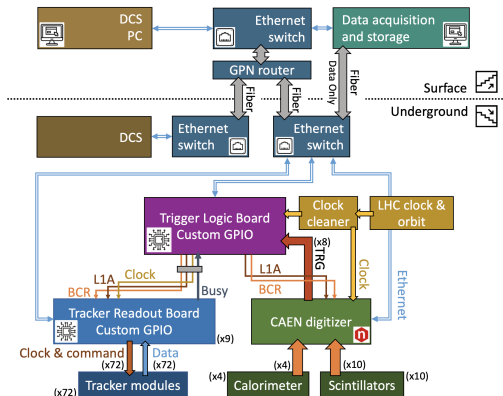 DCS
PC
Ethernet
switch
Data acquisition
and storage
GPN router
Fiber
Fiber
Fiber
Data Only
Surface
Underground
DCS
Ethernet
switch
Ethernet
switch
Trigger Logic Board
Custom GPIO
Clock
cleaner
LHC clock &
orbit
(x8)
TRG
L1A
BCR
Clock
Busy
L1A
BCR
Clock
Ethernet
Tracker Readout Board
Custom GPIO
(x9)
CAEN digitizer
n
Clock & command
Data
(x72)
(x72)
(x4)
(x10)
(x72)
Tracker modules
(x4)
Calorimeter
Scintillators
(x10)